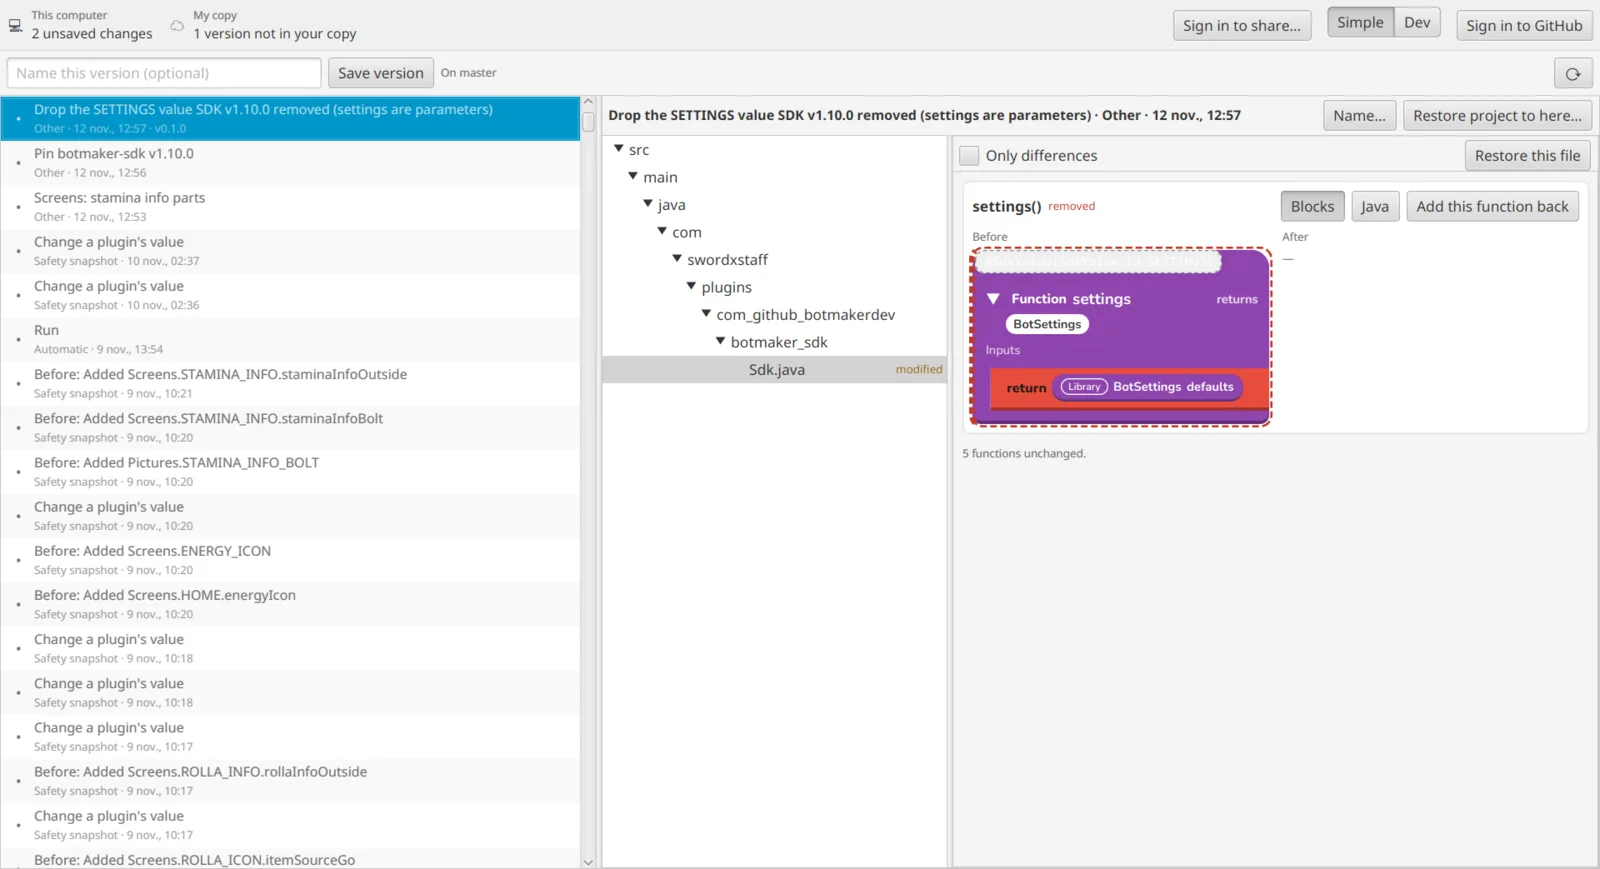 This computer
2 unsaved changes
My copy
1 version not in your copy
Sign in to share...
Simple
Dev
Sign in to GitHub
Name this version (optional)
Save version
On master
Drop the SETTINGS value SDK v1.10.0 removed (settings are parameters)
Other · 12 nov., 12:57 · v0.1.0
Pin botmaker-sdk v1.10.0
Other · 12 nov., 12:56
Screens: stamina info parts
Other · 12 nov., 12:53
Change a plugin's value
Safety snapshot · 10 nov., 02:37
Change a plugin's value
Safety snapshot · 10 nov., 02:36
Run
Automatic · 9 nov., 13:54
Before: Added Screens.STAMINA_INFO.staminaInfoOutside
Safety snapshot · 9 nov., 10:21
Before: Added Screens.STAMINA_INFO.staminaInfoBolt
Safety snapshot · 9 nov., 10:20
Before: Added Pictures.STAMINA_INFO_BOLT
Safety snapshot · 9 nov., 10:20
Change a plugin's value
Safety snapshot · 9 nov., 10:20
Before: Added Screens.ENERGY_ICON
Safety snapshot · 9 nov., 10:20
Before: Added Screens.HOME.energyIcon
Safety snapshot · 9 nov., 10:20
Change a plugin's value
Safety snapshot · 9 nov., 10:18
Change a plugin's value
Safety snapshot · 9 nov., 10:18
Change a plugin's value
Safety snapshot · 9 nov., 10:17
Before: Added Screens.ROLLA_INFO.rollaInfoOutside
Safety snapshot · 9 nov., 10:17
Change a plugin's value
Safety snapshot · 9 nov., 10:17
Before: Added Screens.ROLLA_ICON.itemSourceGo
Drop the SETTINGS value SDK v1.10.0 removed (settings are parameters) · Other · 12 nov., 12:57
Name...
Restore project to here...
src
main
java
com
swordxstaff
plugins
com_github_botmakerdev
botmaker_sdk
Sdk.java
modified
Only differences
Restore this file
settings() removed
Blocks
Java
Add this function back
Before
After
—
Function settings
returns
BotSettings
Inputs
return
Library
BotSettings defaults
5 functions unchanged.